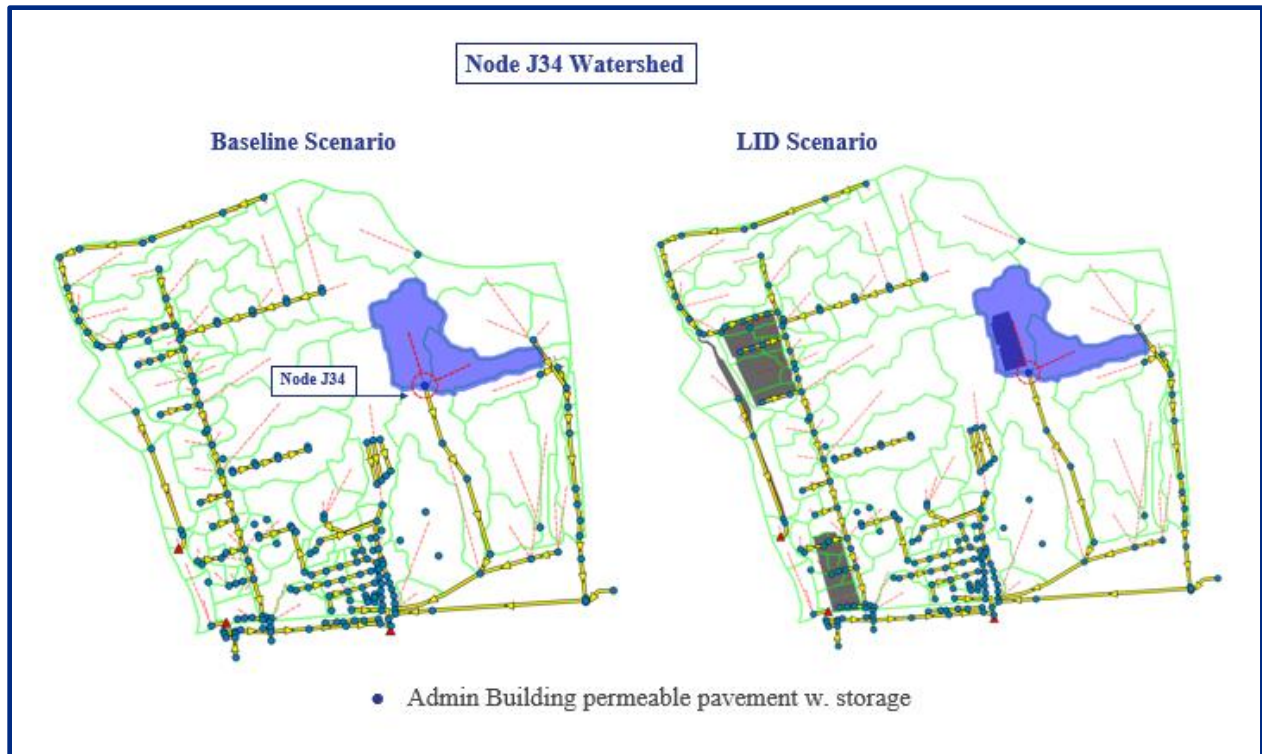 Node J34 Watershed
Baseline Scenario
LID Scenario
Node J34
Admin Building permeable pavement w. storage